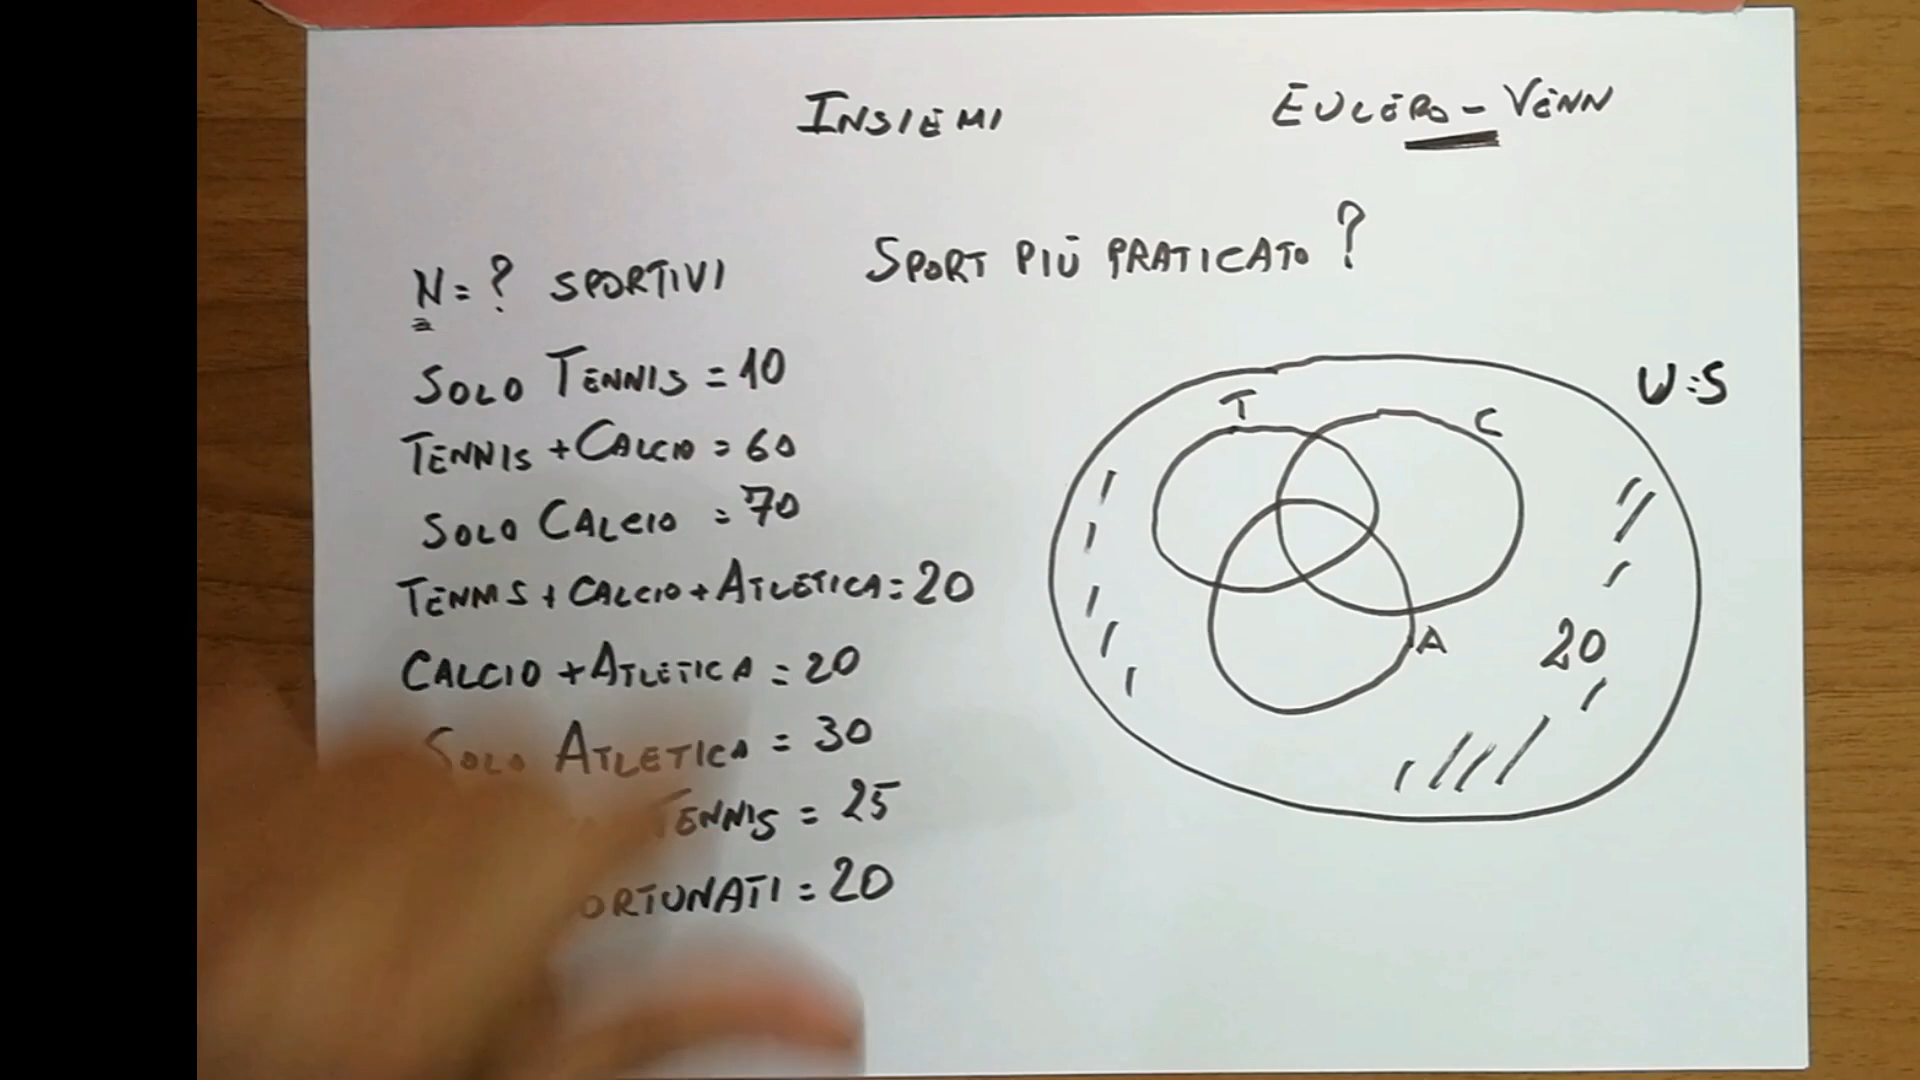 INSIEMI
EULERO - VENN
N = ? SPORTIVI
SPORT PIÙ PRATICATO ?
SOLO TENNIS = 10
TENNIS + CALCIO = 60
SOLO CALCIO = 70
TENNIS + CALCIO + ATLETICA = 20
CALCIO + ATLETICA = 20
SOLO ATLETICA = 30
TENNIS = 25
ORTUNATI = 20
U = S
T
C
A
20